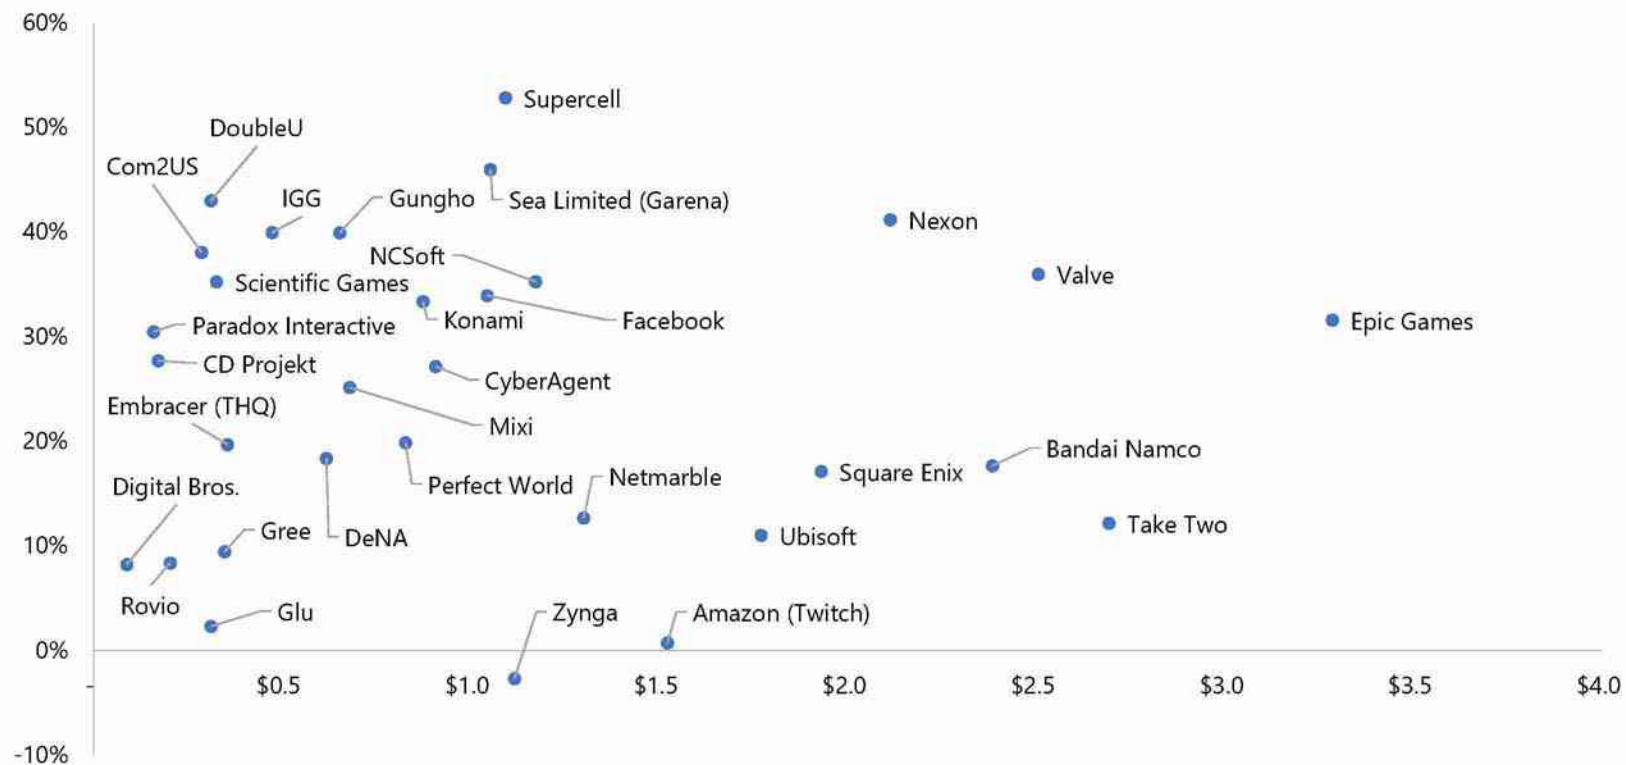 60%
Supercell
50%
DoubleU
Com2US
IGG
Gungho
Sea Limited (Garena)
40%
Nexon
NCSoft
Valve
Scientific Games
Konami
Facebook
Epic Games
30%
Paradox Interactive
CD Projekt
CyberAgent
Embracer (THQ)
Mixi
20%
Bandai Namco
Square Enix
Digital Bros.
Perfect World
Netmarble
Take Two
Gree
DeNA
Ubisoft
10%
Rovio
Glu
Zynga
Amazon (Twitch)
0%
- $0.5 $1.0 $1.5 $2.0 $2.5 $3.0 $3.5 $4.0
-10%